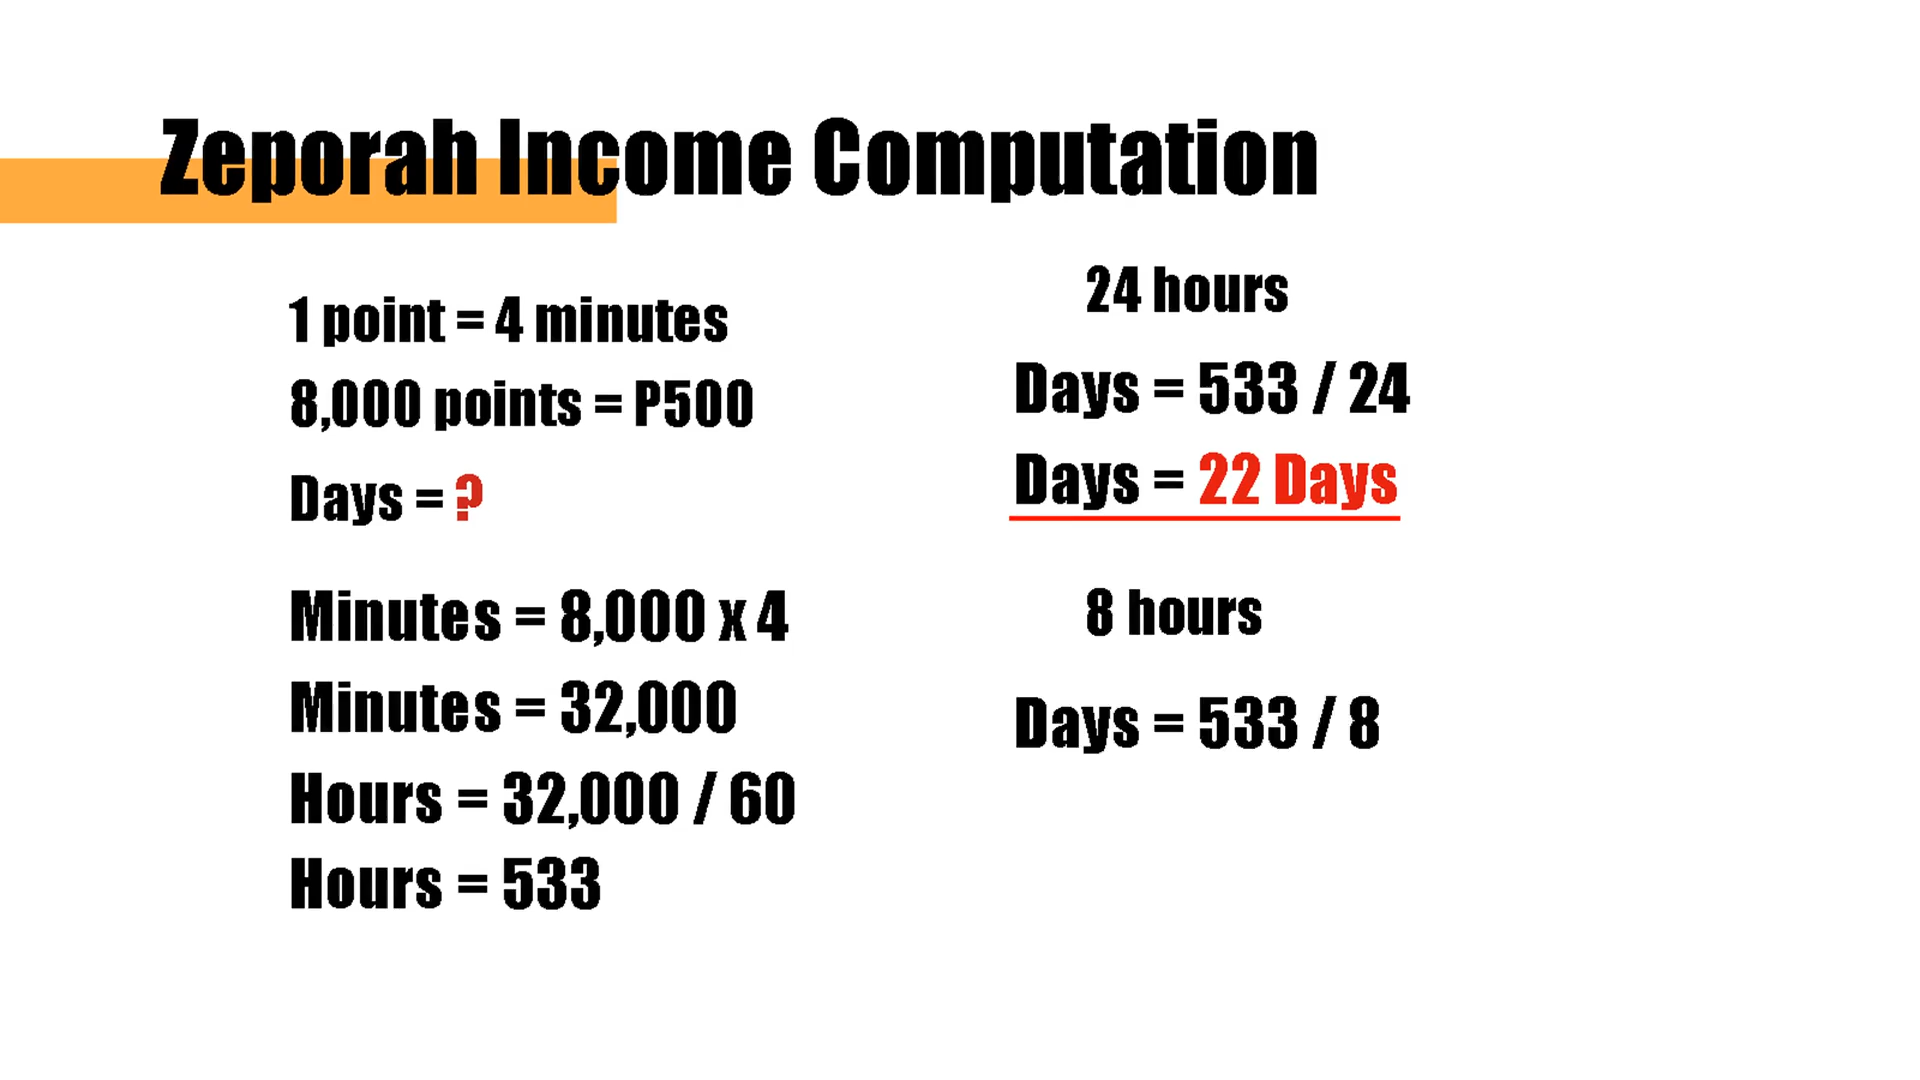 Zeporah Income Computation
1 point = 4 minutes
8,000 points = P500
Days = ?
Minutes = 8,000 x 4
Minutes = 32,000
Hours = 32,000 / 60
Hours = 533
24 hours
Days = 533 / 24
Days = 22 Days
8 hours
Days = 533 / 8